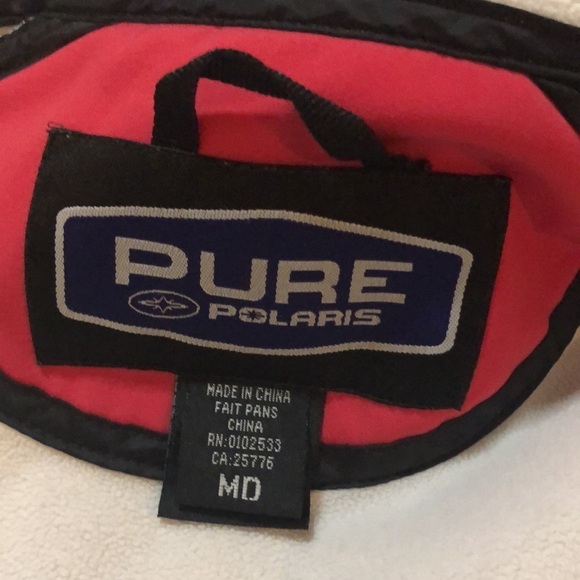 PURE
POLARIS
MADE IN CHINA
FAIT PANS
CHINA
RN:0102533
CA:25776
MD